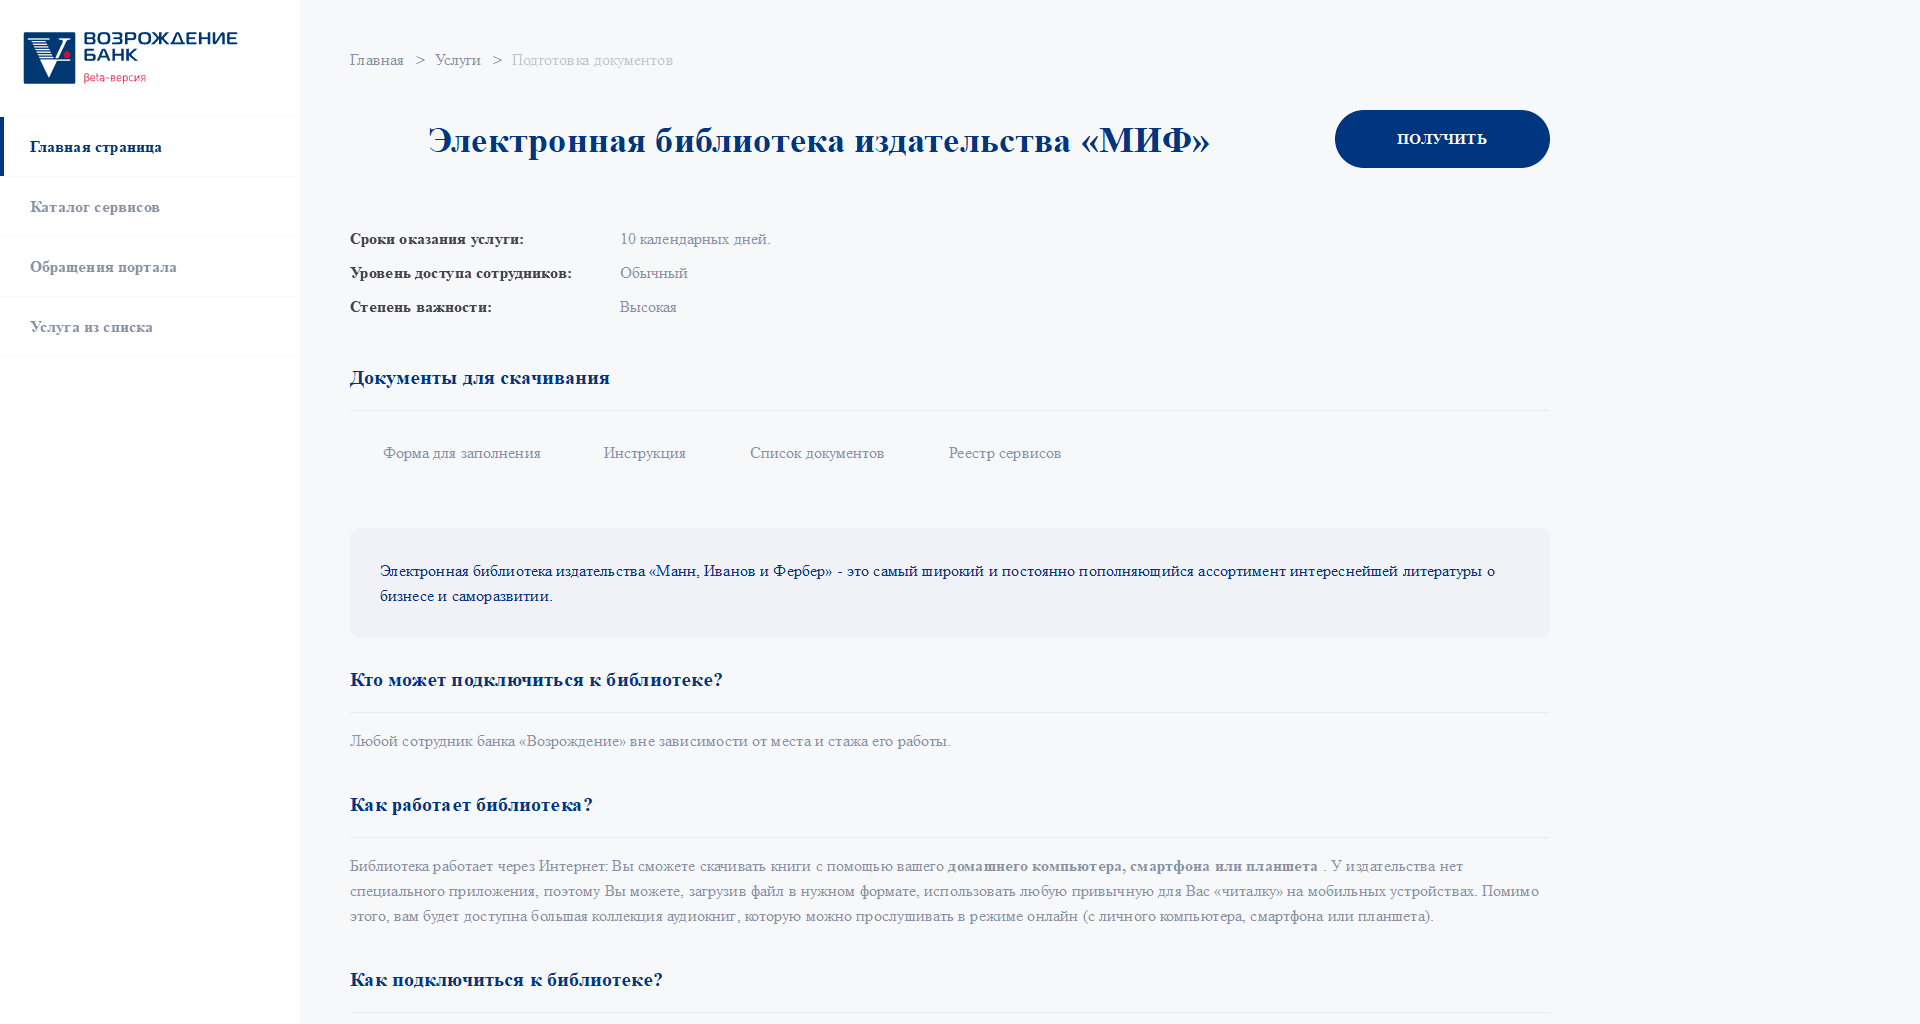 ВОЗРОЖДЕНИЕ
БАНК
βeta-версия
Главная страница
Каталог сервисов
Обращения портала
Услуга из списка
Главная > Услуги > Подготовка документов
Электронная библиотека издательства «МИФ»
ПОЛУЧИТЬ
Сроки оказания услуги: 10 календарных дней.
Уровень доступа сотрудников: Обычный
Степень важности: Высокая
Документы для скачивания
Форма для заполнения Инструкция Список документов Реестр сервисов
Электронная библиотека издательства «Манн, Иванов и Фербер» - это самый широкий и постоянно пополняющийся ассортимент интереснейшей литературы о
бизнесе и саморазвитии.
Кто может подключиться к библиотеке?
Любой сотрудник банка «Возрождение» вне зависимости от места и стажа его работы.
Как работает библиотека?
Библиотека работает через Интернет: Вы сможете скачивать книги с помощью вашего домашнего компьютера, смартфона или планшета . У издательства нет
специального приложения, поэтому Вы можете, загрузив файл в нужном формате, использовать любую привычную для Вас «читалку» на мобильных устройствах. Помимо
этого, вам будет доступна большая коллекция аудиокниг, которую можно прослушивать в режиме онлайн (с личного компьютера, смартфона или планшета).
Как подключиться к библиотеке?